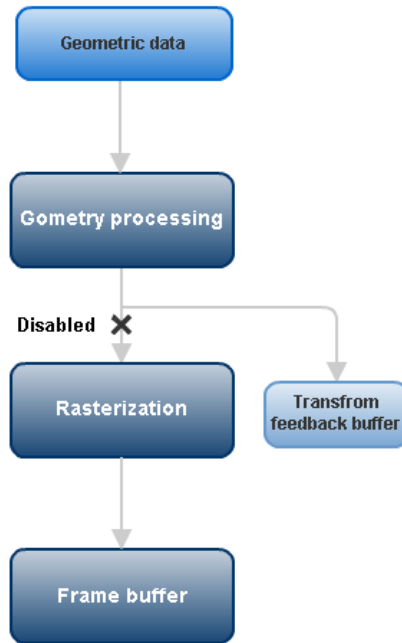 Geometric data
Gometry processing
Disabled
Rasterization
Transfrom
feedback buffer
Frame buffer